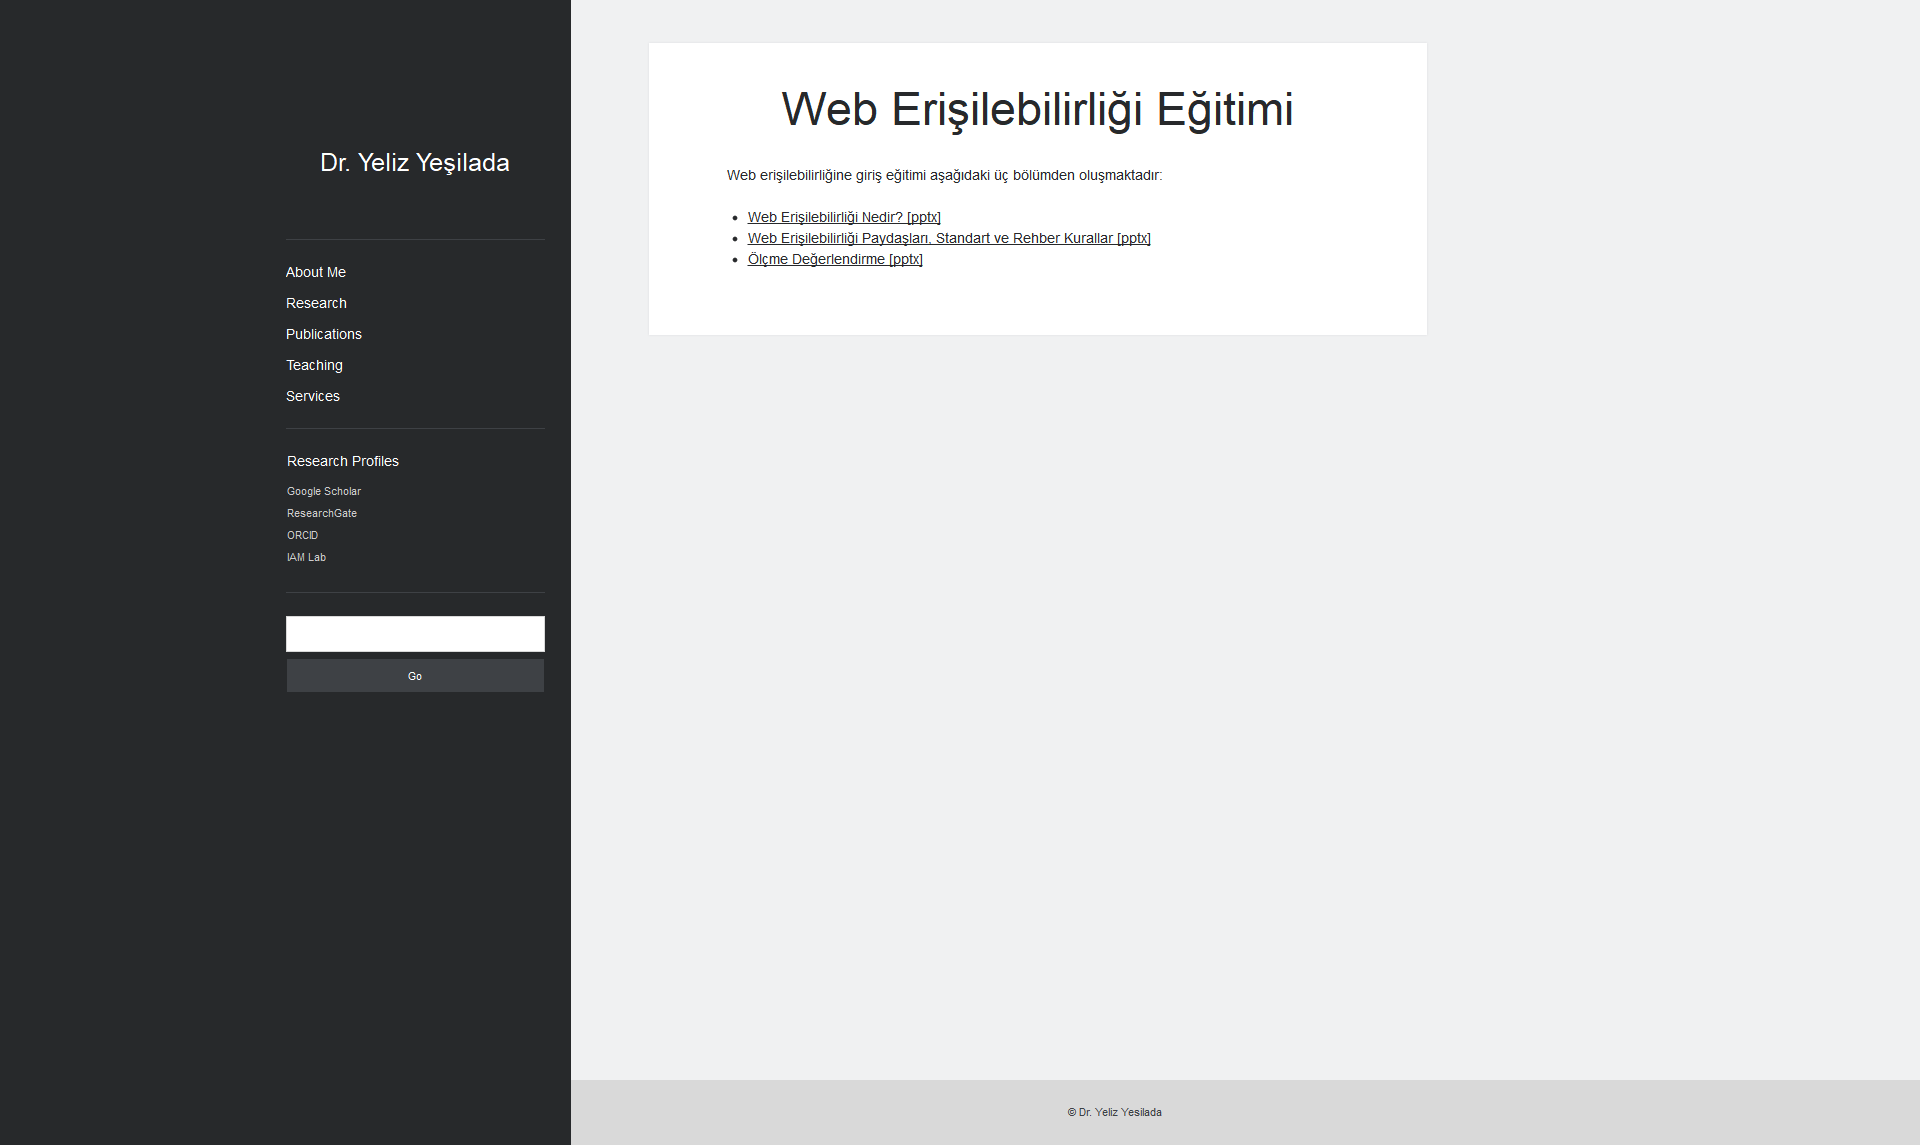 Dr. Yeliz Yeşilada
About Me
Research
Publications
Teaching
Services
Research Profiles
Google Scholar
ResearchGate
ORCID
IAM Lab
Go
Web Erişilebilirliği Eğitimi
Web erişilebilirliğine giriş eğitimi aşağıdaki üç bölümden oluşmaktadır:
Web Erişilebilirliği Nedir? [pptx]
Web Erişilebilirliği Paydaşları, Standart ve Rehber Kurallar [pptx]
Ölçme Değerlendirme [pptx]
© Dr. Yeliz Yesilada